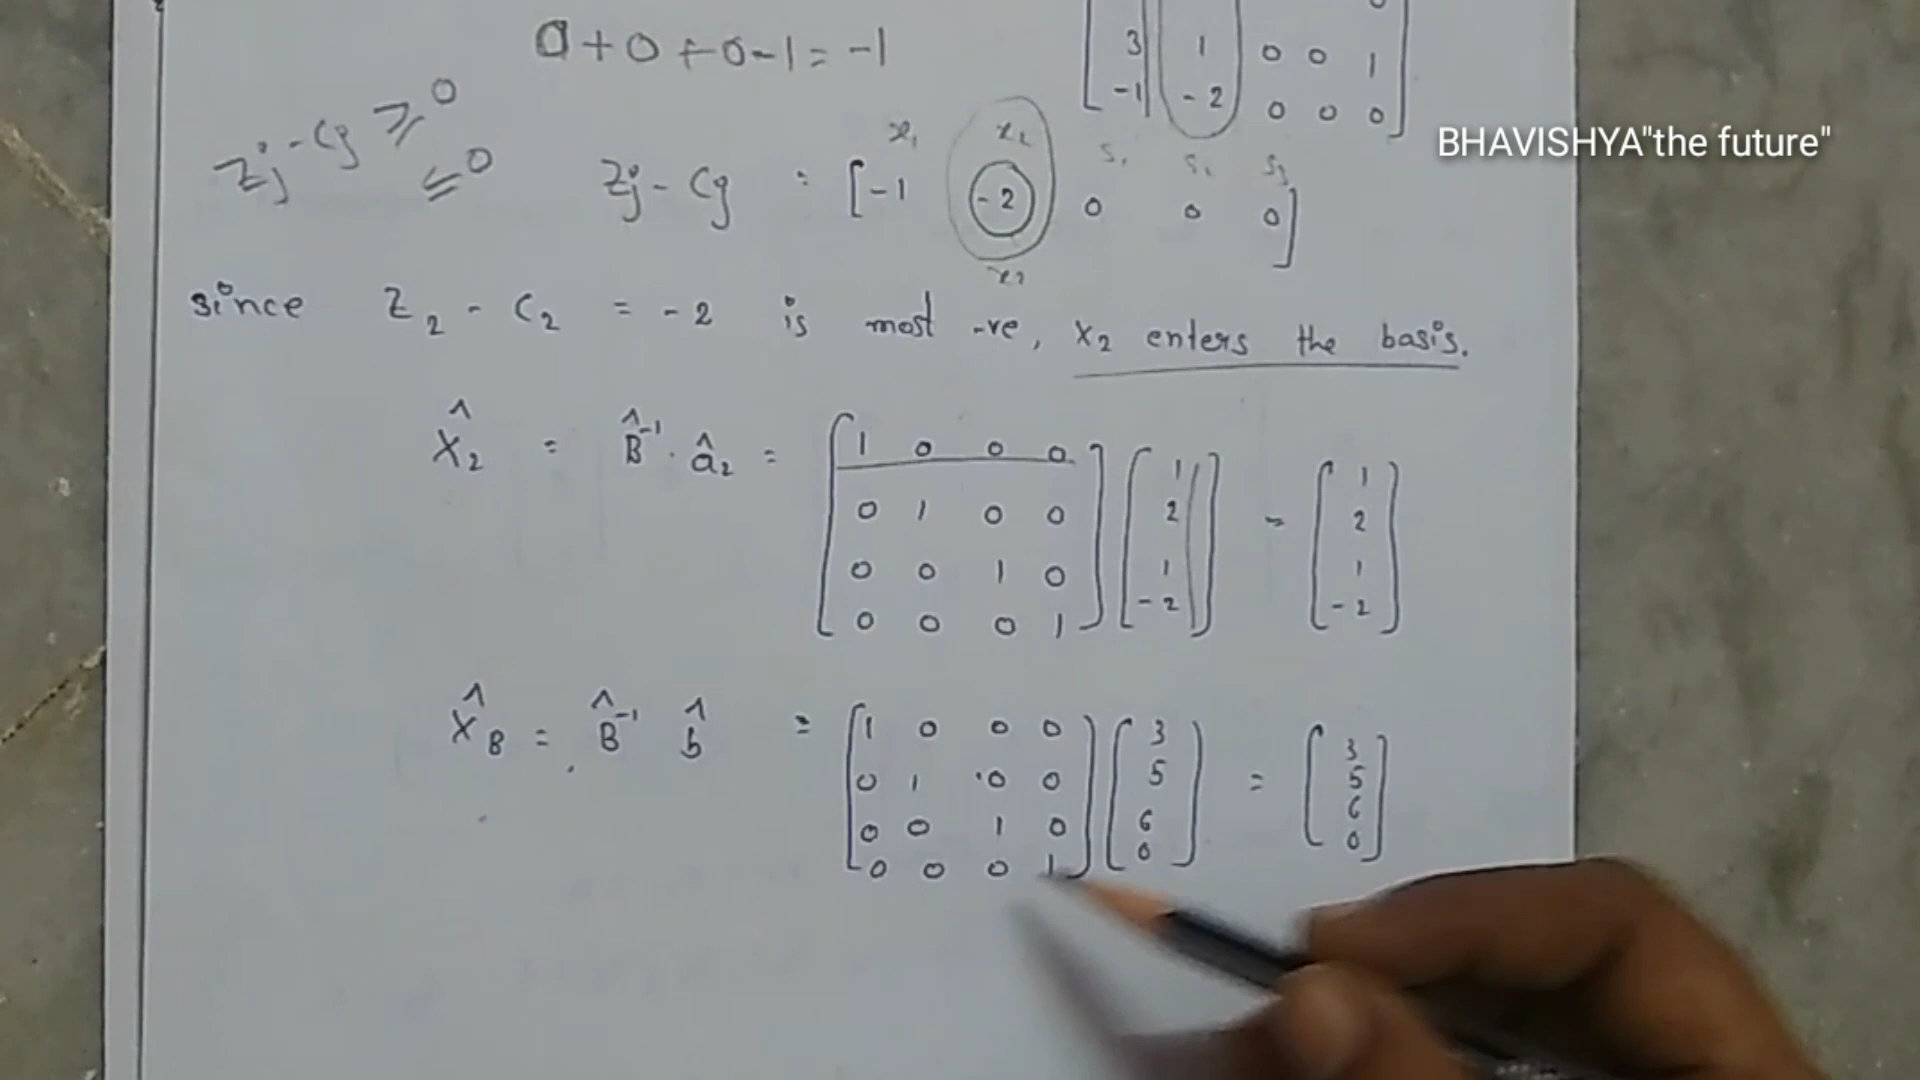 0 + 0 + 0 - 1 = -1
3 1 0 0 1
-1 -2 0 0 0
BHAVISHYA"the future"
Zj - Cj ≥ 0
≤ 0
x1 x2 s1 s2 s3
Zj - Cj : [-1 -2 0 0 0]
x2
since Z2 - C2 = -2 is most -ve, x2 enters the basis.
X̂2 = B̂⁻¹ . â2 =
1 0 0 0
0 1 0 0
0 0 1 0
0 0 0 1
1
2
1
-2
=
1
2
1
-2
X̂B = B̂⁻¹ b̂ =
1 0 0 0
0 1 0 0
0 0 1 0
0 0 0 1
3
5
6
0
=
3
5
6
0